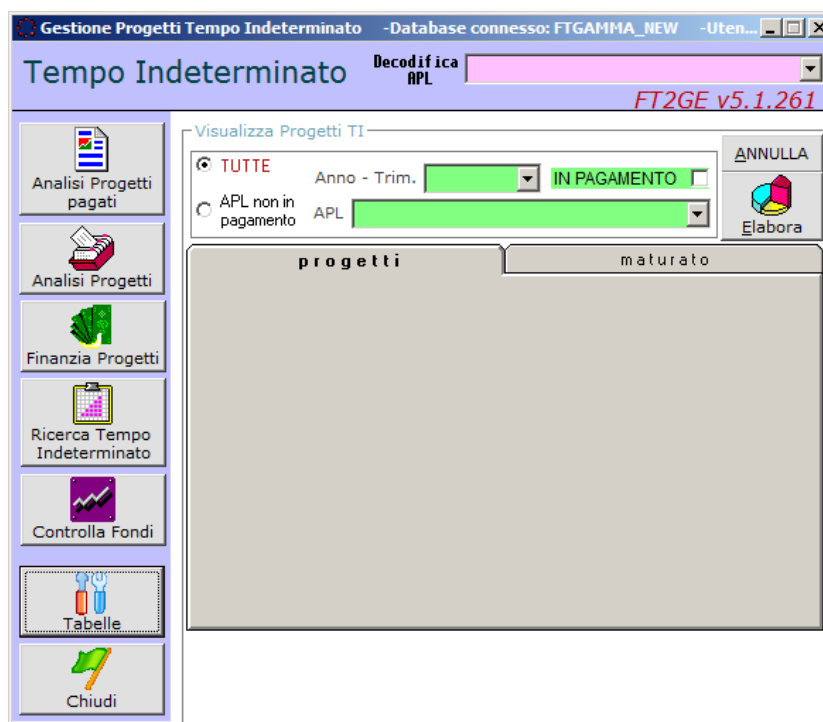 Gestione Progetti Tempo Indeterminato -Database connesso: FTGAMMA_NEW -Uten...
Tempo Indeterminato
Decodifica
APL
FT2GE v5.1.261
Analisi Progetti
pagati
Analisi Progetti
Finanzia Progetti
Ricerca Tempo
Indeterminato
Controlla Fondi
Tabelle
Chiudi
Visualizza Progetti TI
TUTTE
Anno - Trim.
IN PAGAMENTO
APL non in
pagamento
APL
ANNULLA
Elabora
progetti
maturato